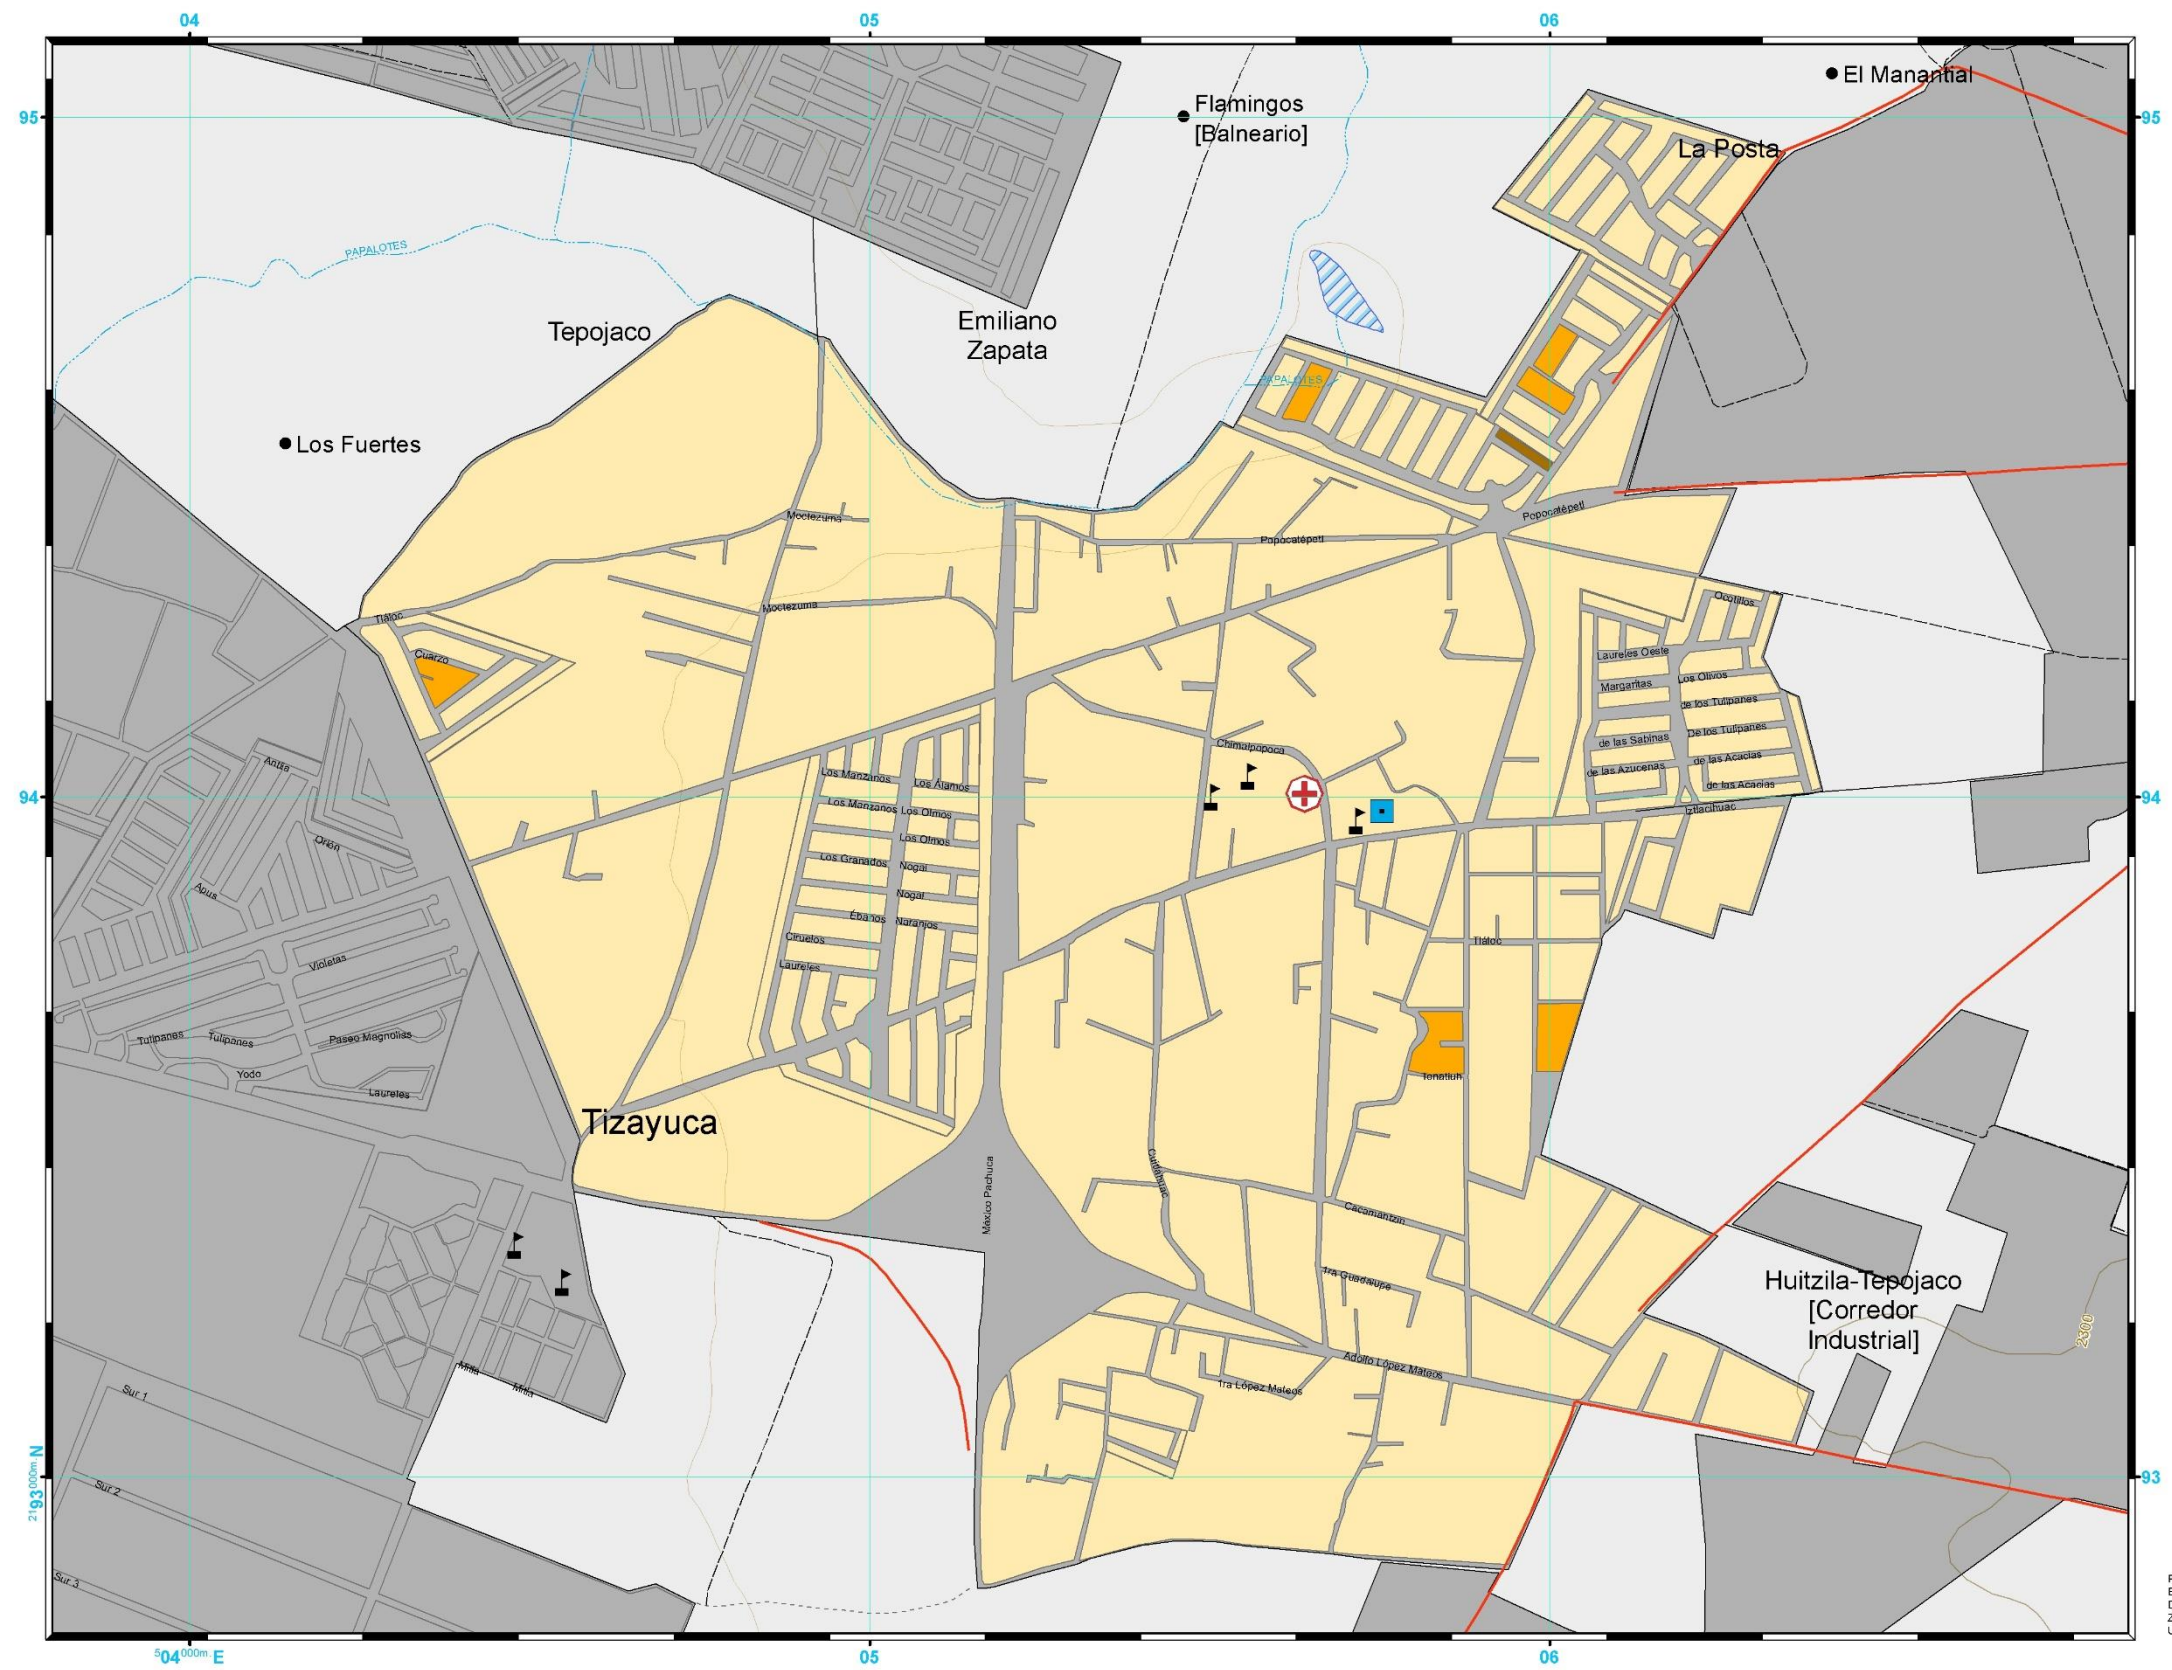 04
05
06
95
95
El Manantial
Flamingos
[Balneario]
La Posta
PAPALOTES
Emiliano
Zapata
Tepojaco
PAPALOTES
Los Fuertes
Moctezuma
Popocatépetl
Popocatépetl
Moctezuma
Tláloc
Ocotillos
Cuarzo
Laureles Oeste
Margaritas
Los Olivos
de los Tulipanes
De los Tulipanes
de las Sabinas
de las Acacias
de las Azucenas
de las Acacias
Iztlacihuac
Chimalpopoca
Antlia
Los Manzanos
Los Álamos
94
94
Los Manzanos
Los Olmos
Los Olmos
Orión
Los Granados
Nogal
Apus
Nogal
Ébanos
Naranjos
Ciruelos
Tláloc
Violetas
Laureles
Tulipanes
Tulipanes
Paseo Magnolias
Yodo
Tonatiuh
Laureles
Tizayuca
México Pachuca
Cuitláhuac
Cacamantzin
1ra Guadalupe
Huitzila-Tepojaco
[Corredor
Industrial]
2300
Mitla
Mitla
Adolfo López Mateos
1ra López Mateos
Sur 1
Sur 2
Sur 3
2193000m.N
93
504000m.E
05
06